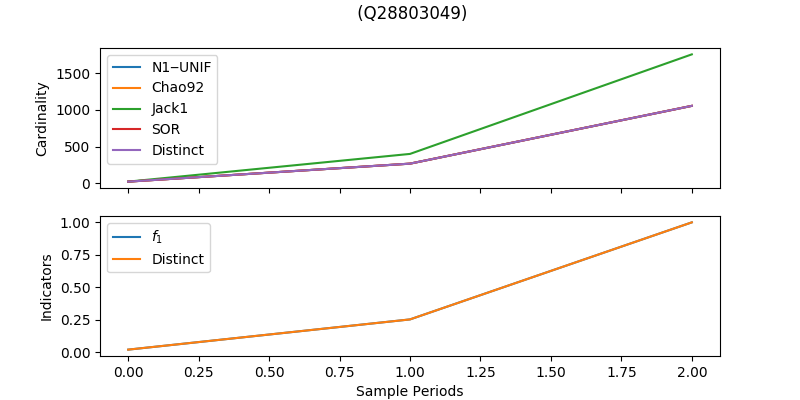 (Q28803049)
Cardinality
1500
1000
500
0
N1−UNIF
Chao92
Jack1
SOR
Distinct
Indicators
1.00
0.75
0.50
0.25
0.00
f₁
Distinct
0.00 0.25 0.50 0.75 1.00 1.25 1.50 1.75 2.00
Sample Periods